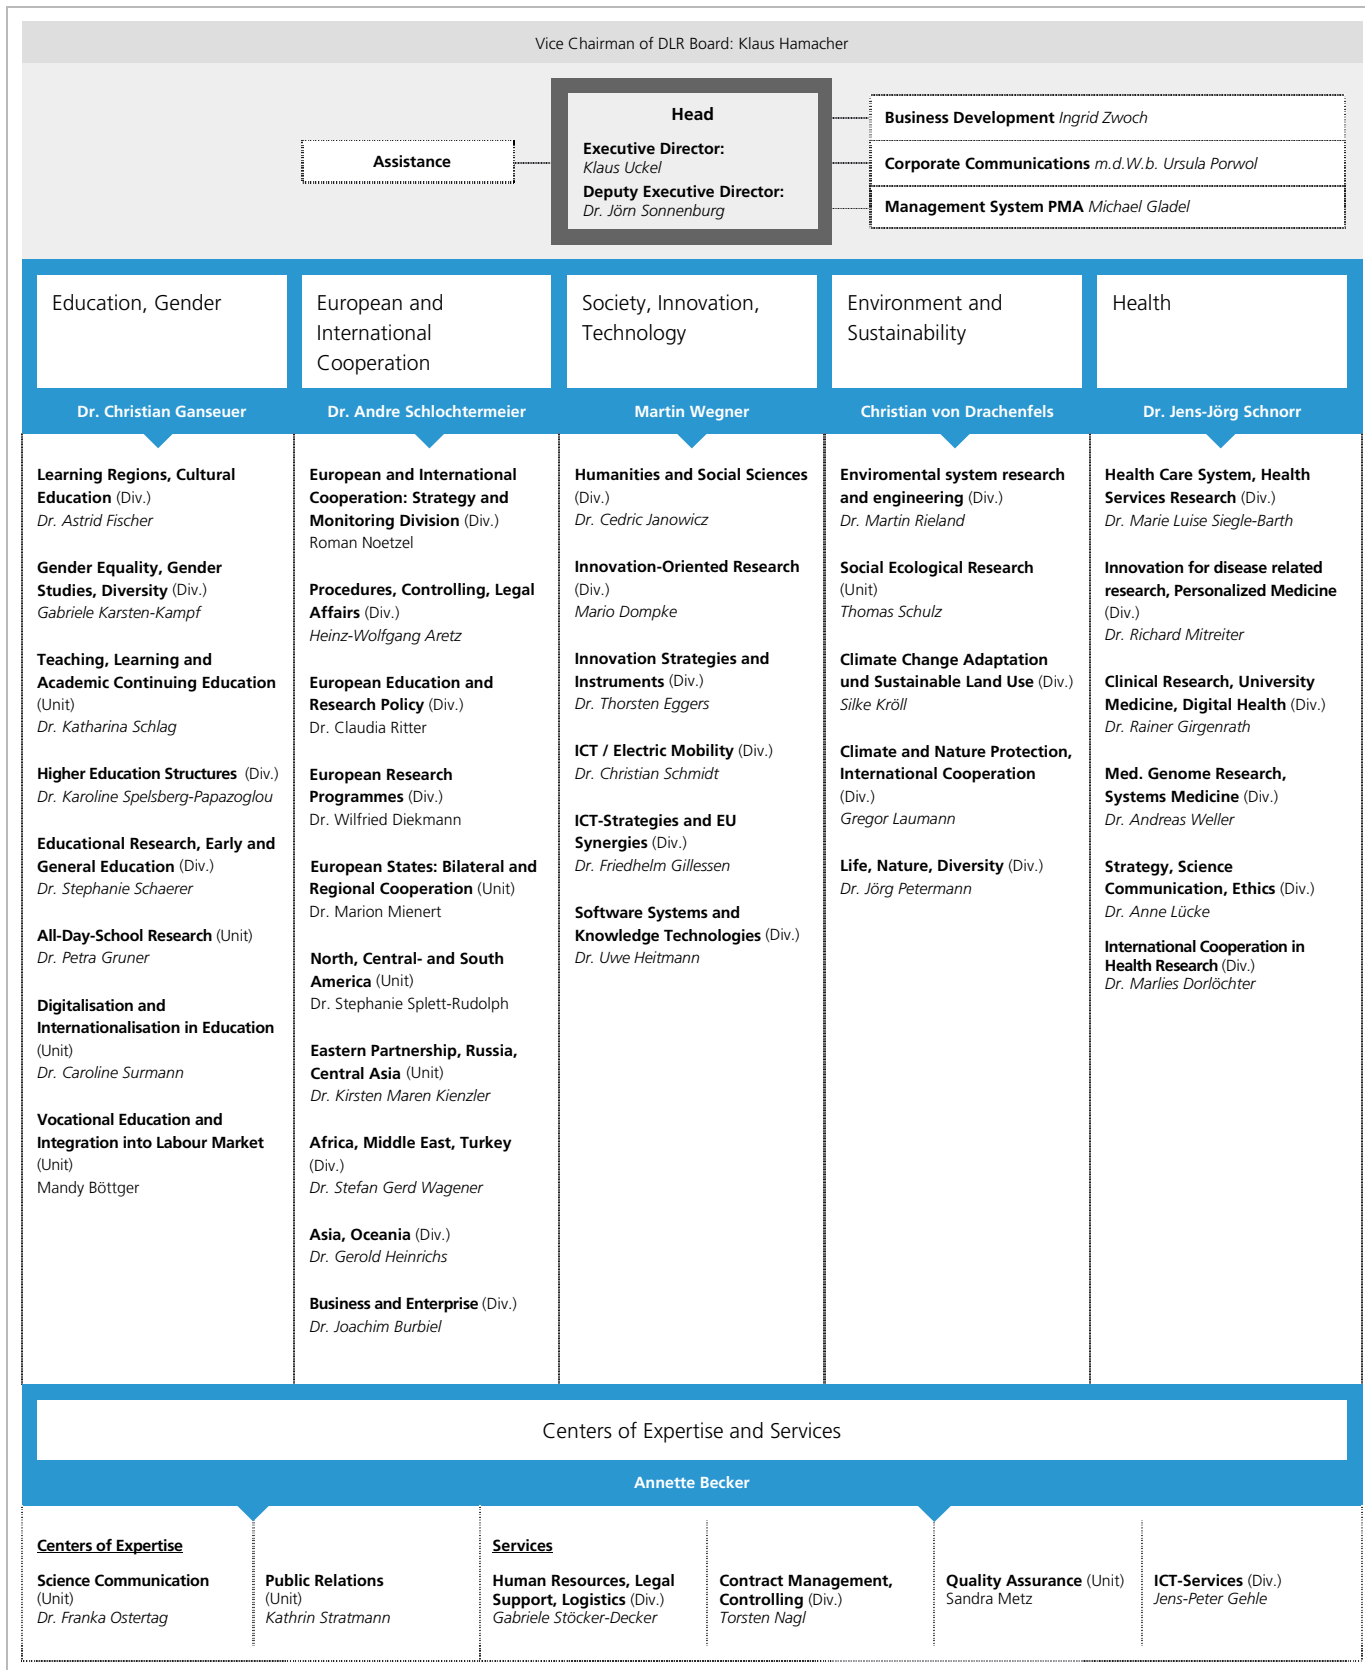 Vice Chairman of DLR Board: Klaus Hamacher
Head
Executive Director:
Klaus Uckel
Deputy Executive Director:
Dr. Jörn Sonnenburg
Assistance
Business Development Ingrid Zwoch
Corporate Communications m.d.W.b. Ursula Porwol
Management System PMA Michael Gladel
Education, Gender
Dr. Christian Ganseuer
Learning Regions, Cultural
Education (Div.)
Dr. Astrid Fischer
Gender Equality, Gender
Studies, Diversity (Div.)
Gabriele Karsten-Kampf
Teaching, Learning and
Academic Continuing Education
(Unit)
Dr. Katharina Schlag
Higher Education Structures (Div.)
Dr. Karoline Spelsberg-Papazoglou
Educational Research, Early and
General Education (Div.)
Dr. Stephanie Schaerer
All-Day-School Research (Unit)
Dr. Petra Gruner
Digitalisation and
Internationalisation in Education
(Unit)
Dr. Caroline Surmann
Vocational Education and
Integration into Labour Market
(Unit)
Mandy Böttger
European and
International
Cooperation
Dr. Andre Schlochtermeier
European and International
Cooperation: Strategy and
Monitoring Division (Div.)
Roman Noetzel
Procedures, Controlling, Legal
Affairs (Div.)
Heinz-Wolfgang Aretz
European Education and
Research Policy (Div.)
Dr. Claudia Ritter
European Research
Programmes (Div.)
Dr. Wilfried Diekmann
European States: Bilateral and
Regional Cooperation (Unit)
Dr. Marion Mienert
North, Central- and South
America (Unit)
Dr. Stephanie Splett-Rudolph
Eastern Partnership, Russia,
Central Asia (Unit)
Dr. Kirsten Maren Kienzler
Africa, Middle East, Turkey
(Div.)
Dr. Stefan Gerd Wagener
Asia, Oceania (Div.)
Dr. Gerold Heinrichs
Business and Enterprise (Div.)
Dr. Joachim Burbiel
Society, Innovation,
Technology
Martin Wegner
Humanities and Social Sciences
(Div.)
Dr. Cedric Janowicz
Innovation-Oriented Research
(Div.)
Mario Dompke
Innovation Strategies and
Instruments (Div.)
Dr. Thorsten Eggers
ICT / Electric Mobility (Div.)
Dr. Christian Schmidt
ICT-Strategies and EU
Synergies (Div.)
Dr. Friedhelm Gillessen
Software Systems and
Knowledge Technologies (Div.)
Dr. Uwe Heitmann
Environment and
Sustainability
Christian von Drachenfels
Enviromental system research
and engineering (Div.)
Dr. Martin Rieland
Social Ecological Research
(Unit)
Thomas Schulz
Climate Change Adaptation
und Sustainable Land Use (Div.)
Silke Kröll
Climate and Nature Protection,
International Cooperation
(Div.)
Gregor Laumann
Life, Nature, Diversity (Div.)
Dr. Jörg Petermann
Health
Dr. Jens-Jörg Schnorr
Health Care System, Health
Services Research (Div.)
Dr. Marie Luise Siegle-Barth
Innovation for disease related
research, Personalized Medicine
(Div.)
Dr. Richard Mitreiter
Clinical Research, University
Medicine, Digital Health (Div.)
Dr. Rainer Girgenrath
Med. Genome Research,
Systems Medicine (Div.)
Dr. Andreas Weller
Strategy, Science
Communication, Ethics (Div.)
Dr. Anne Lücke
International Cooperation in
Health Research (Div.)
Dr. Marlies Dorlöchter
Centers of Expertise and Services
Annette Becker
Centers of Expertise
Science Communication
(Unit)
Dr. Franka Ostertag
Public Relations
(Unit)
Kathrin Stratmann
Services
Human Resources, Legal
Support, Logistics (Div.)
Gabriele Stöcker-Decker
Contract Management,
Controlling (Div.)
Torsten Nagl
Quality Assurance (Unit)
Sandra Metz
ICT-Services (Div.)
Jens-Peter Gehle